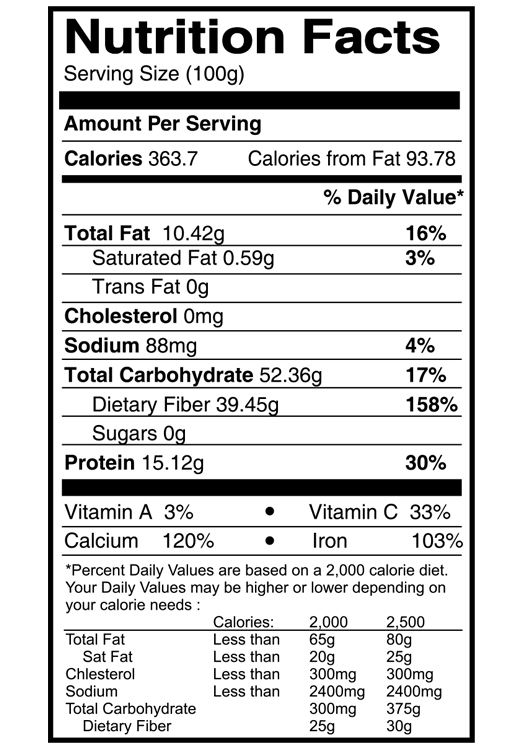 Nutrition Facts
Serving Size (100g)
Amount Per Serving
Calories 363.7 Calories from Fat 93.78
% Daily Value*
Total Fat 10.42g 16%
Saturated Fat 0.59g 3%
Trans Fat 0g
Cholesterol 0mg
Sodium 88mg 4%
Total Carbohydrate 52.36g 17%
Dietary Fiber 39.45g 158%
Sugars 0g
Protein 15.12g 30%
Vitamin A 3% • Vitamin C 33%
Calcium 120% • Iron 103%
*Percent Daily Values are based on a 2,000 calorie diet.
Your Daily Values may be higher or lower depending on
your calorie needs :
Calories: 2,000 2,500
Total Fat Less than 65g 80g
Sat Fat Less than 20g 25g
Chlesterol Less than 300mg 300mg
Sodium Less than 2400mg 2400mg
Total Carbohydrate 300mg 375g
Dietary Fiber 25g 30g